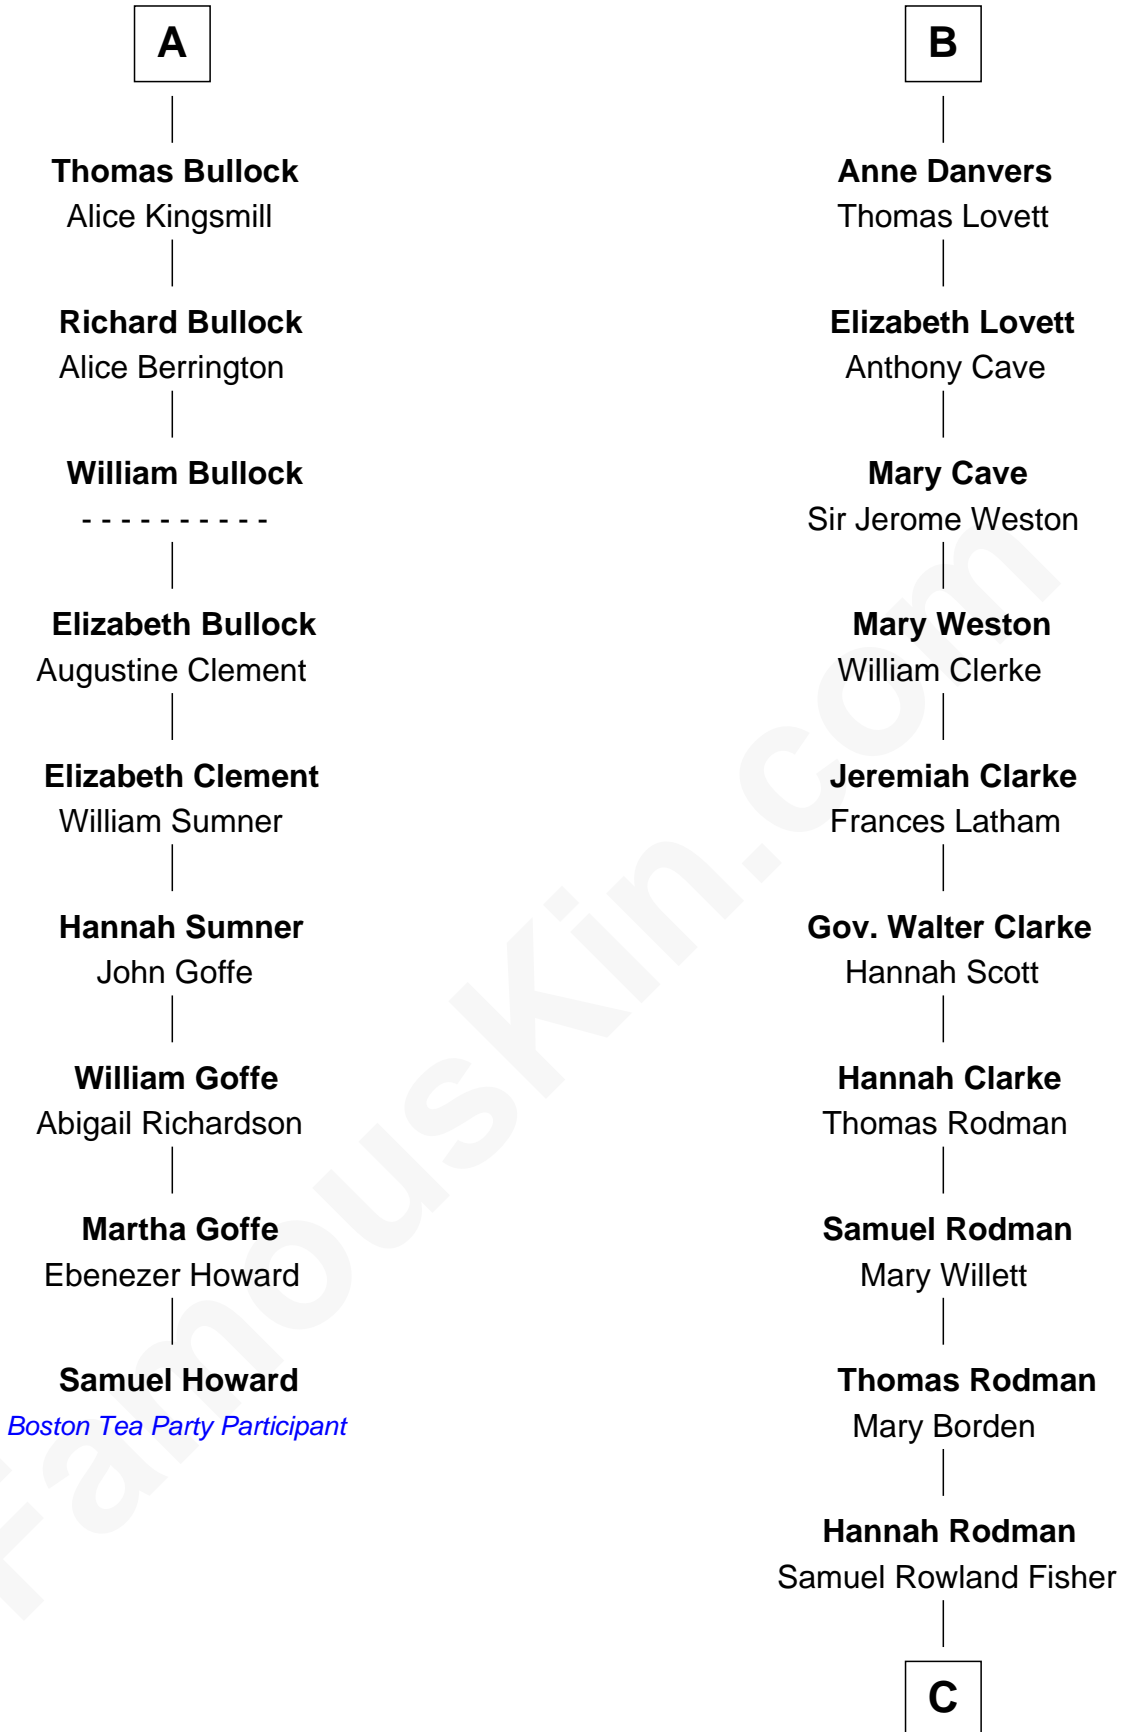 A
Thomas Bullock
Alice Kingsmill
Richard Bullock
Alice Berrington
William Bullock
- - - - - - - - - -
Elizabeth Bullock
Augustine Clement
Elizabeth Clement
William Sumner
Hannah Sumner
John Goffe
William Goffe
Abigail Richardson
Martha Goffe
Ebenezer Howard
Samuel Howard
Boston Tea Party Participant
B
Anne Danvers
Thomas Lovett
Elizabeth Lovett
Anthony Cave
Mary Cave
Sir Jerome Weston
Mary Weston
William Clerke
Jeremiah Clarke
Frances Latham
Gov. Walter Clarke
Hannah Scott
Hannah Clarke
Thomas Rodman
Samuel Rodman
Mary Willett
Thomas Rodman
Mary Borden
Hannah Rodman
Samuel Rowland Fisher
C
FamousKin.com